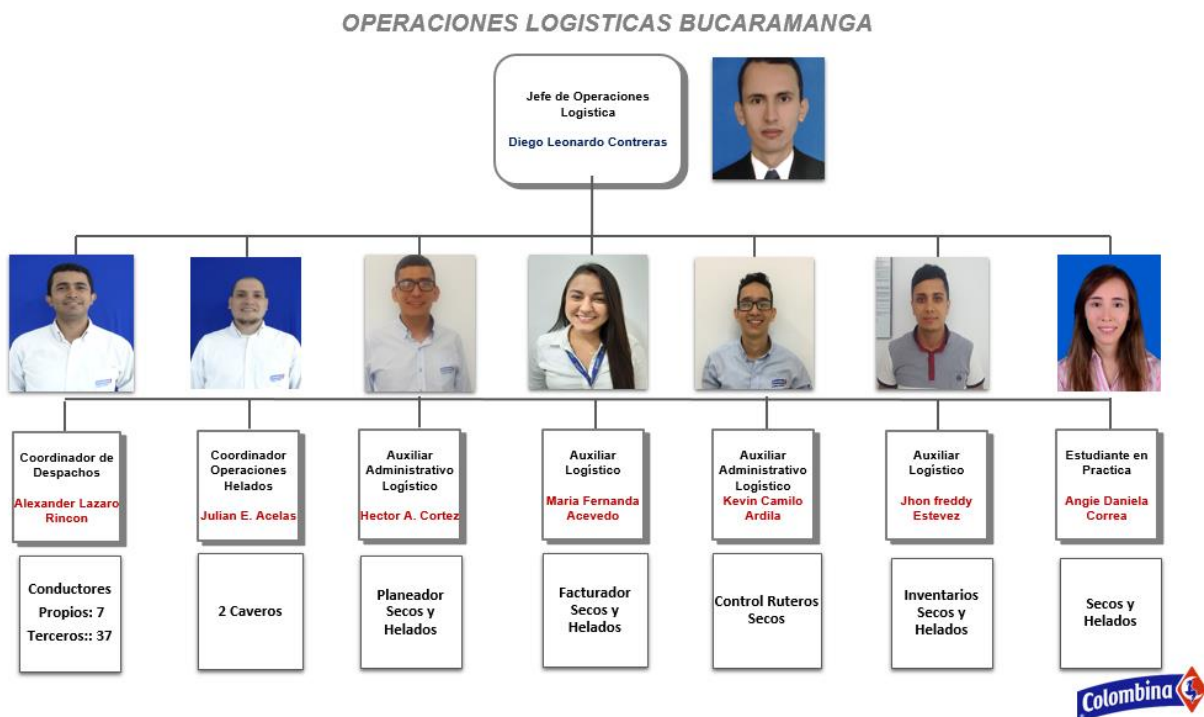 OPERACIONES LOGISTICAS BUCARAMANGA
Jefe de Operaciones
Logistica
Diego Leonardo Contreras
Coordinador de
Despachos
Alexander Lazaro
Rincon
Coordinador
Operaciones
Helados
Julian E. Acelas
Auxiliar
Administrativo
Logístico
Hector A. Cortez
Auxiliar
Logístico
Maria Fernanda
Acevedo
Auxiliar
Administrativo
Logístico
Kevin Camilo
Ardila
Auxiliar
Logístico
Jhon freddy
Estevez
Estudiante en
Practica
Angie Daniela
Correa
Conductores
Propios: 7
Terceros:: 37
2 Caveros
Planeador
Secos y
Helados
Facturador
Secos y
Helados
Control Ruteros
Secos
Inventarios
Secos y
Helados
Secos y
Helados
Colombina